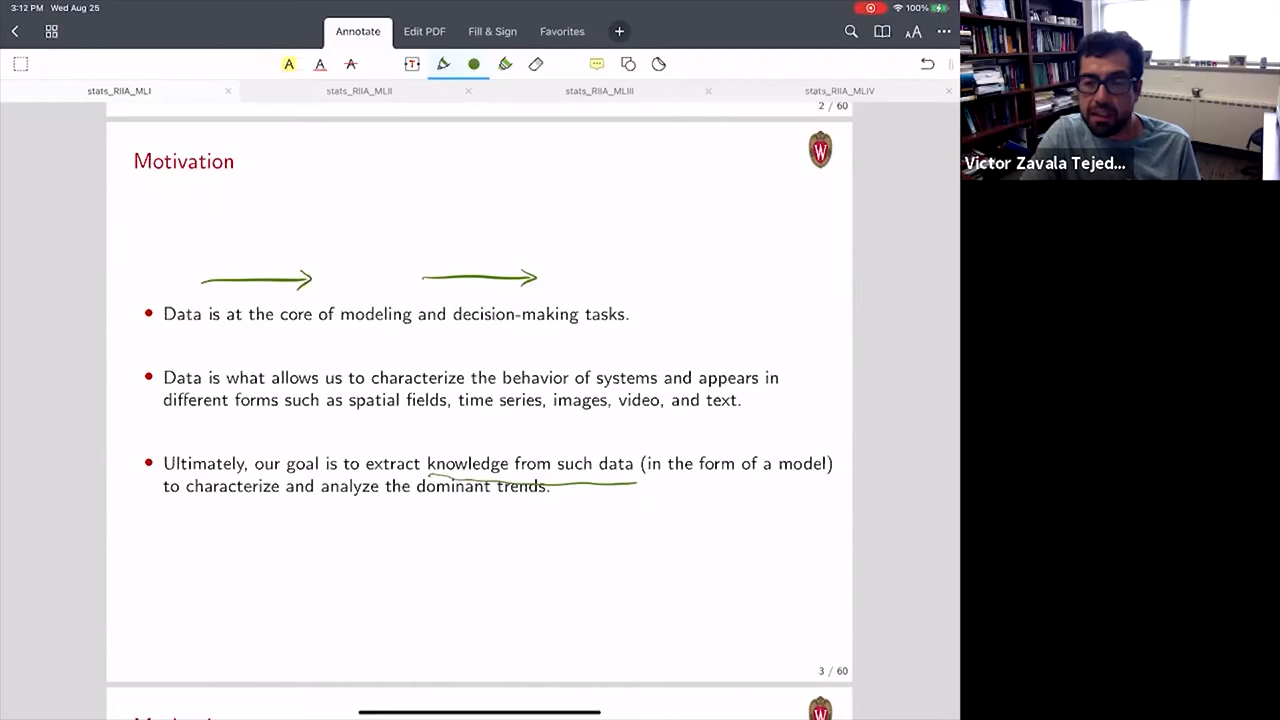 3:12 PM Wed Aug 25
100%
Annotate Edit PDF Fill & Sign Favorites
stats_RIIA_MLI stats_RIIA_MLII stats_RIIA_MLIII stats_RIIA_MLIV
2 / 60
Motivation
W
• Data is at the core of modeling and decision-making tasks.
• Data is what allows us to characterize the behavior of systems and appears in
different forms such as spatial fields, time series, images, video, and text.
• Ultimately, our goal is to extract knowledge from such data (in the form of a model)
to characterize and analyze the dominant trends.
3 / 60
Victor Zavala Tejed...